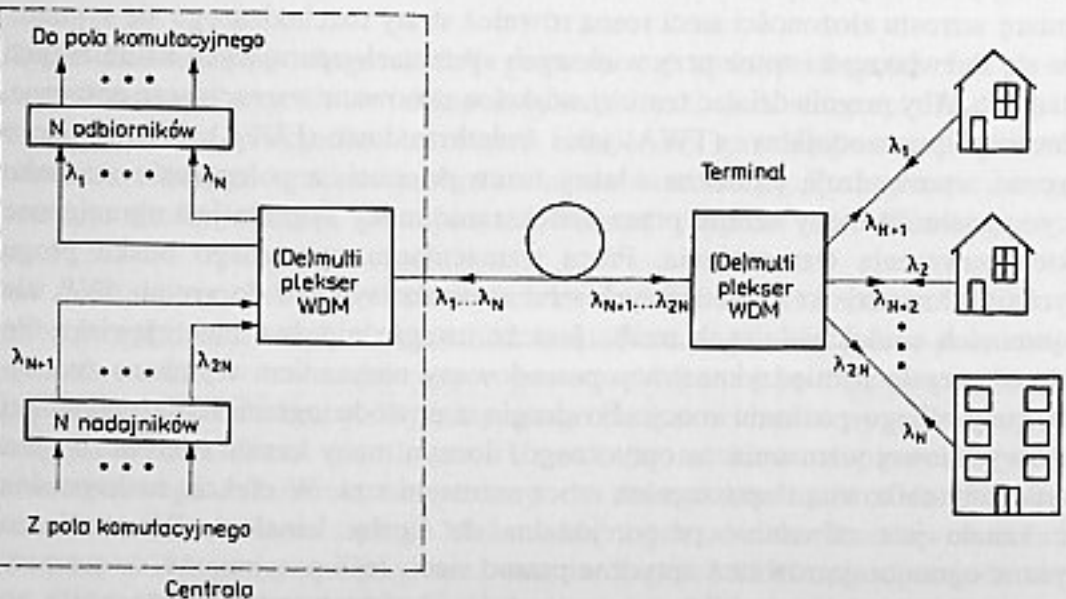 Do pola komutacyjnego
N odbiorników
λ1 λN
(De)multi
plekser
WDM
λN+1 λ2N
N nadajników
Z pola komutacyjnego
Centrala
λ1...λN
λN+1...λ2N
Terminal
(De)multi
plekser
WDM
λ1
λN+1
λ2
λN+2
λ2N
λN